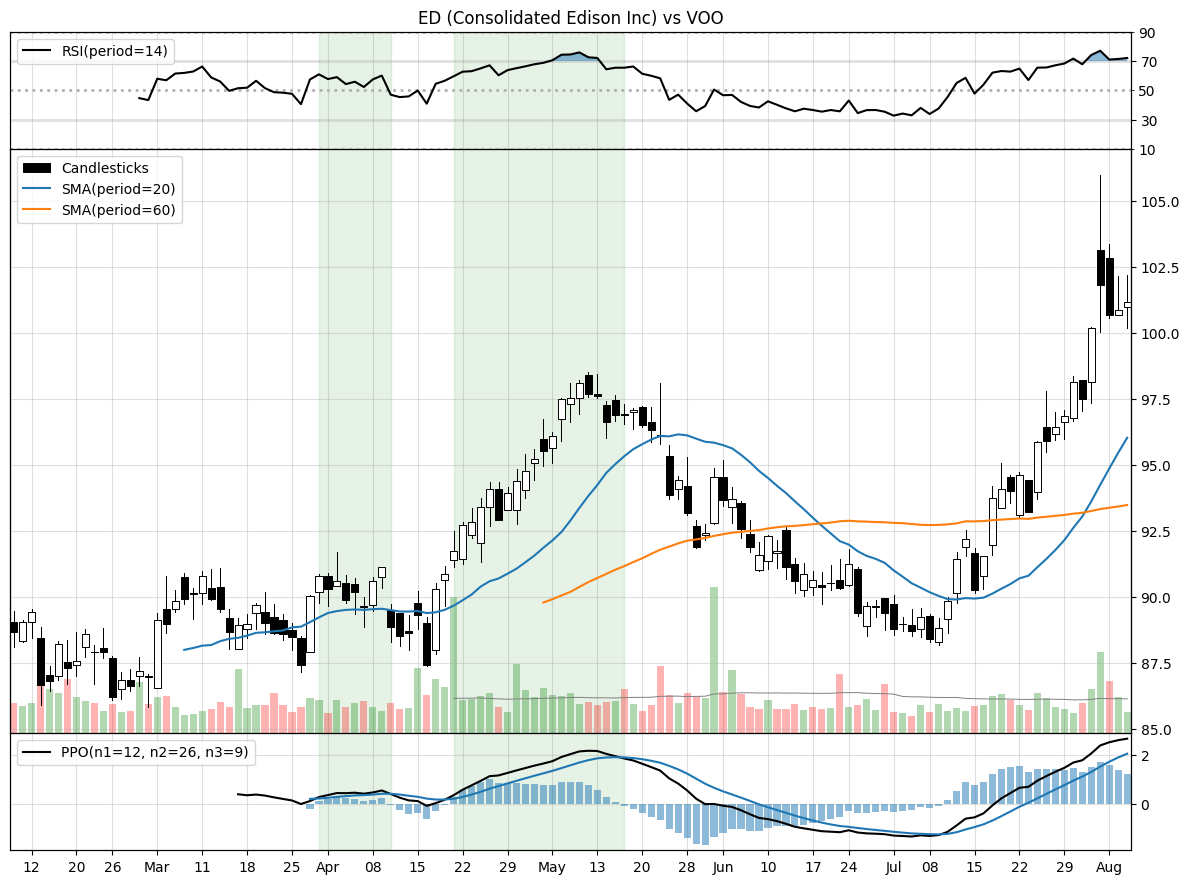 ED (Consolidated Edison Inc) vs VOO
RSI(period=14)
90
70
50
30
10
Candlesticks
SMA(period=20)
SMA(period=60)
105.0
102.5
100.0
97.5
95.0
92.5
90.0
87.5
85.0
PPO(n1=12, n2=26, n3=9)
2
0
12 20 26 Mar 11 18 25 Apr 08 15 22 29 May 13 20 28 Jun 10 17 24 Jul 08 15 22 29 Aug